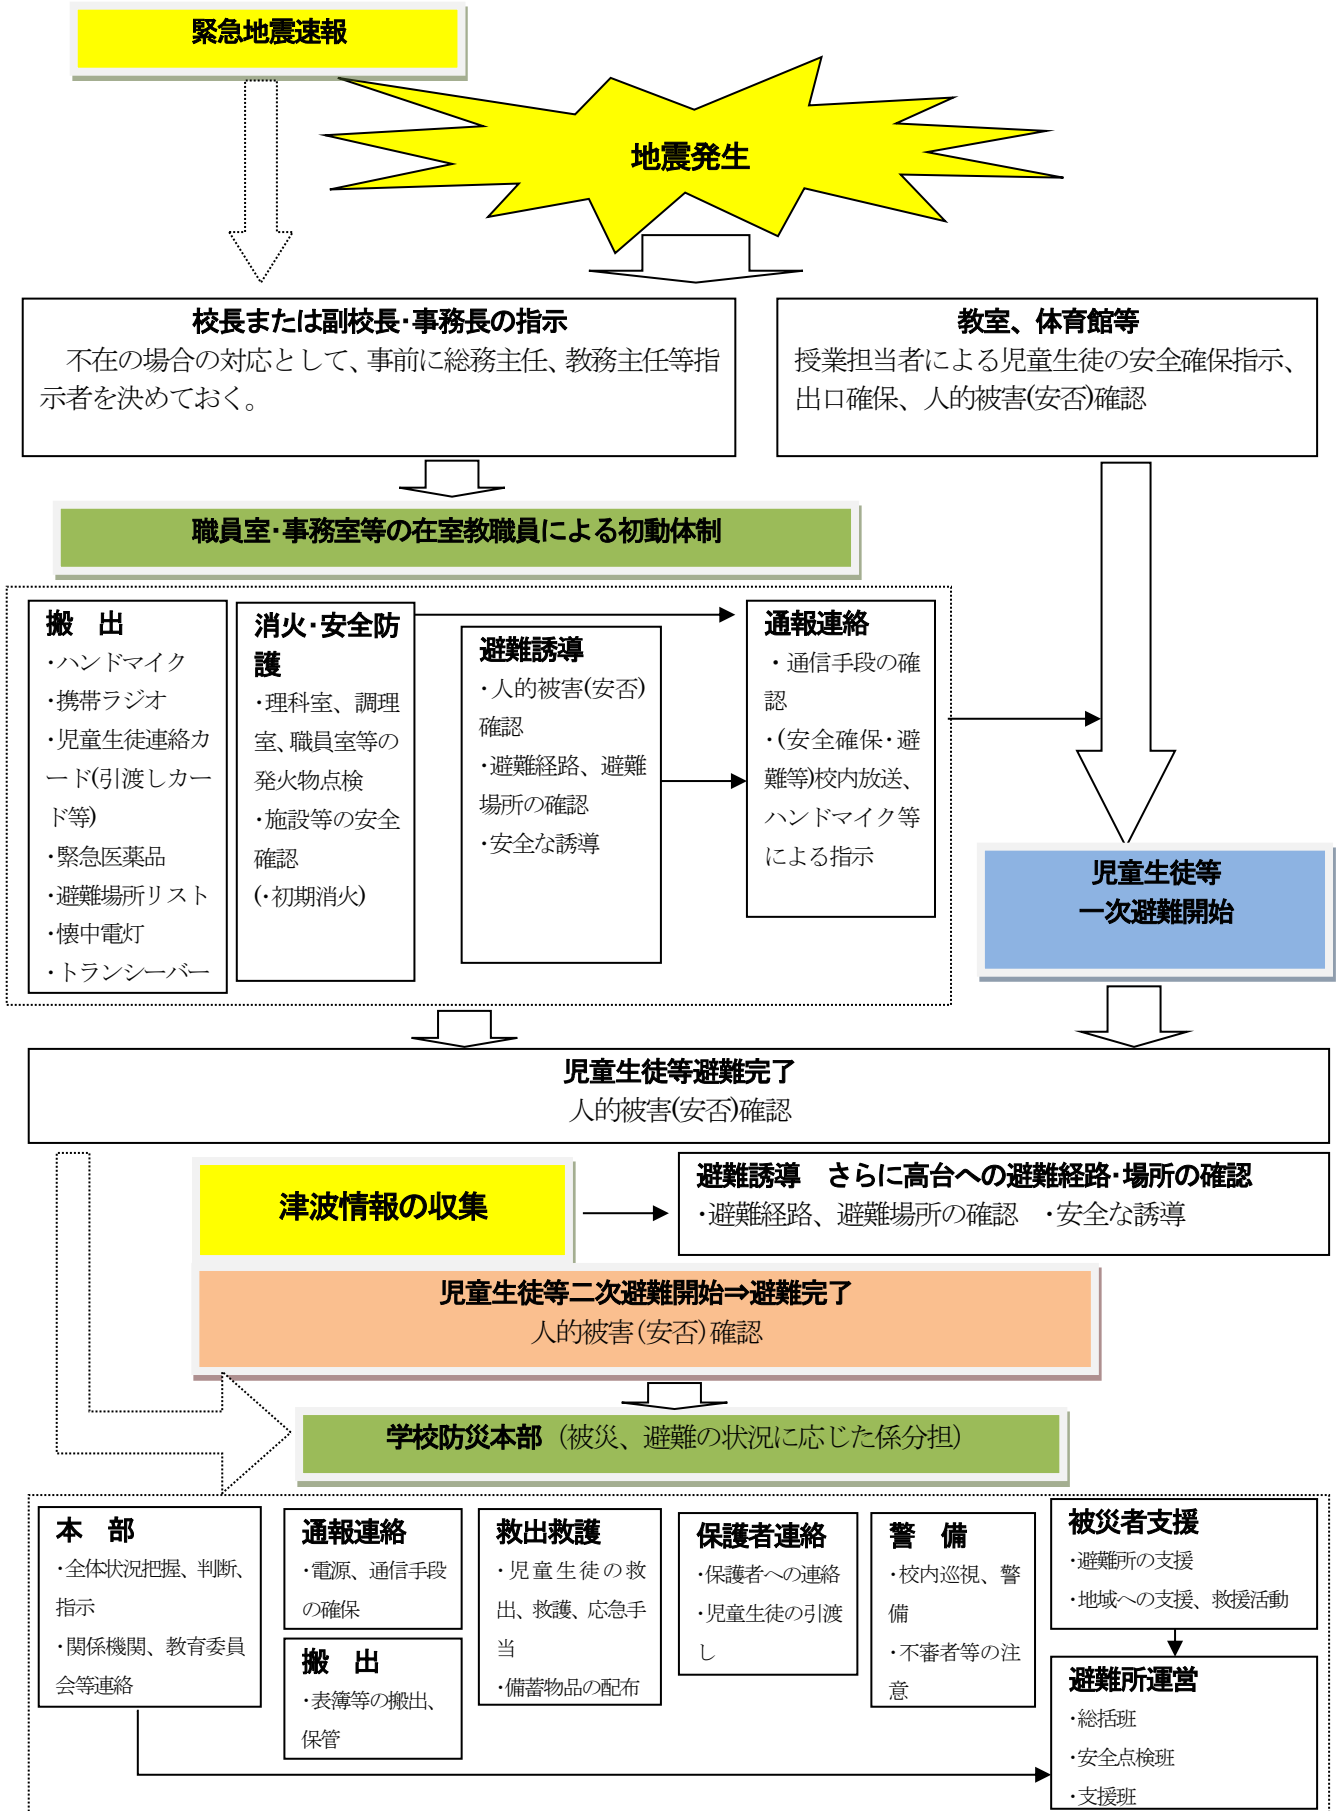 緊急地震速報
地震発生
校長または副校長・事務長の指示
不在の場合の対応として、事前に総務主任、教務主任等指
示者を決めておく。
教室、体育館等
授業担当者による児童生徒の安全確保指示、
出口確保、人的被害(安否)確認
職員室・事務室等の在室教職員による初動体制
搬　出
・ハンドマイク
・携帯ラジオ
・児童生徒連絡カ
ード(引渡しカー
ド等)
・緊急医薬品
・避難場所リスト
・懐中電灯
・トランシーバー
消火・安全防
護
・理科室、調理
室、職員室等の
発火物点検
・施設等の安全
確認
(・初期消火)
避難誘導
・人的被害(安否)
確認
・避難経路、避難
場所の確認
・安全な誘導
通報連絡
・通信手段の確
認
・(安全確保・避
難等)校内放送、
ハンドマイク等
による指示
児童生徒等
一次避難開始
児童生徒等避難完了
人的被害(安否)確認
津波情報の収集
避難誘導　さらに高台への避難経路・場所の確認
・避難経路、避難場所の確認　・安全な誘導
児童生徒等二次避難開始⇒避難完了
人的被害(安否)確認
学校防災本部（被災、避難の状況に応じた係分担）
本　部
・全体状況把握、判断、
指示
・関係機関、教育委員
会等連絡
通報連絡
・電源、通信手段
の確保
搬　出
・表簿等の搬出、
保管
救出救護
・児童生徒の救
出、救護、応急手
当
・備蓄物品の配布
保護者連絡
・保護者への連絡
・児童生徒の引渡
し
警　備
・校内巡視、警
備
・不審者等の注
意
被災者支援
・避難所の支援
・地域への支援、救援活動
避難所運営
・総括班
・安全点検班
・支援班